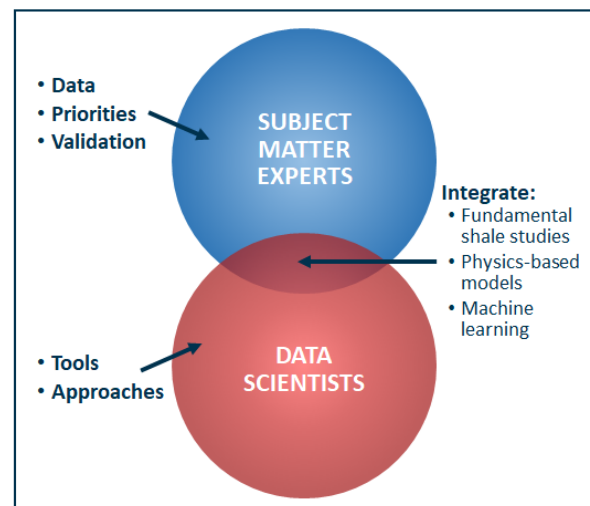 • Data
• Priorities
• Validation
SUBJECT
MATTER
EXPERTS
Integrate:
• Fundamental
shale studies
• Physics-based
models
• Machine
learning
• Tools
• Approaches
DATA
SCIENTISTS